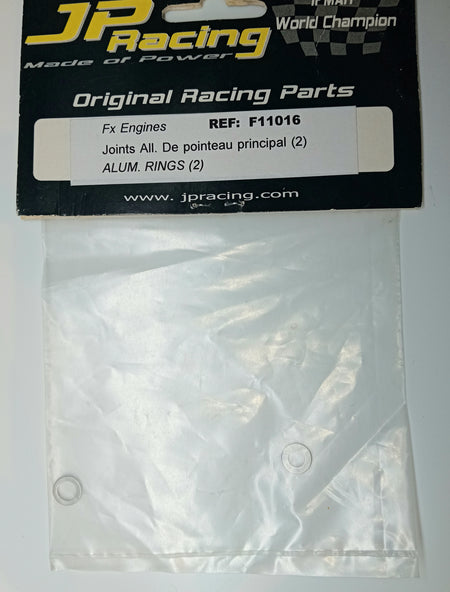 JP
Racing
IFMAR
World Champion
Made of Power
Original Racing Parts
Fx Engines REF: F11016
Joints All. De pointeau principal (2)
ALUM. RINGS (2)
www. jpracing.com